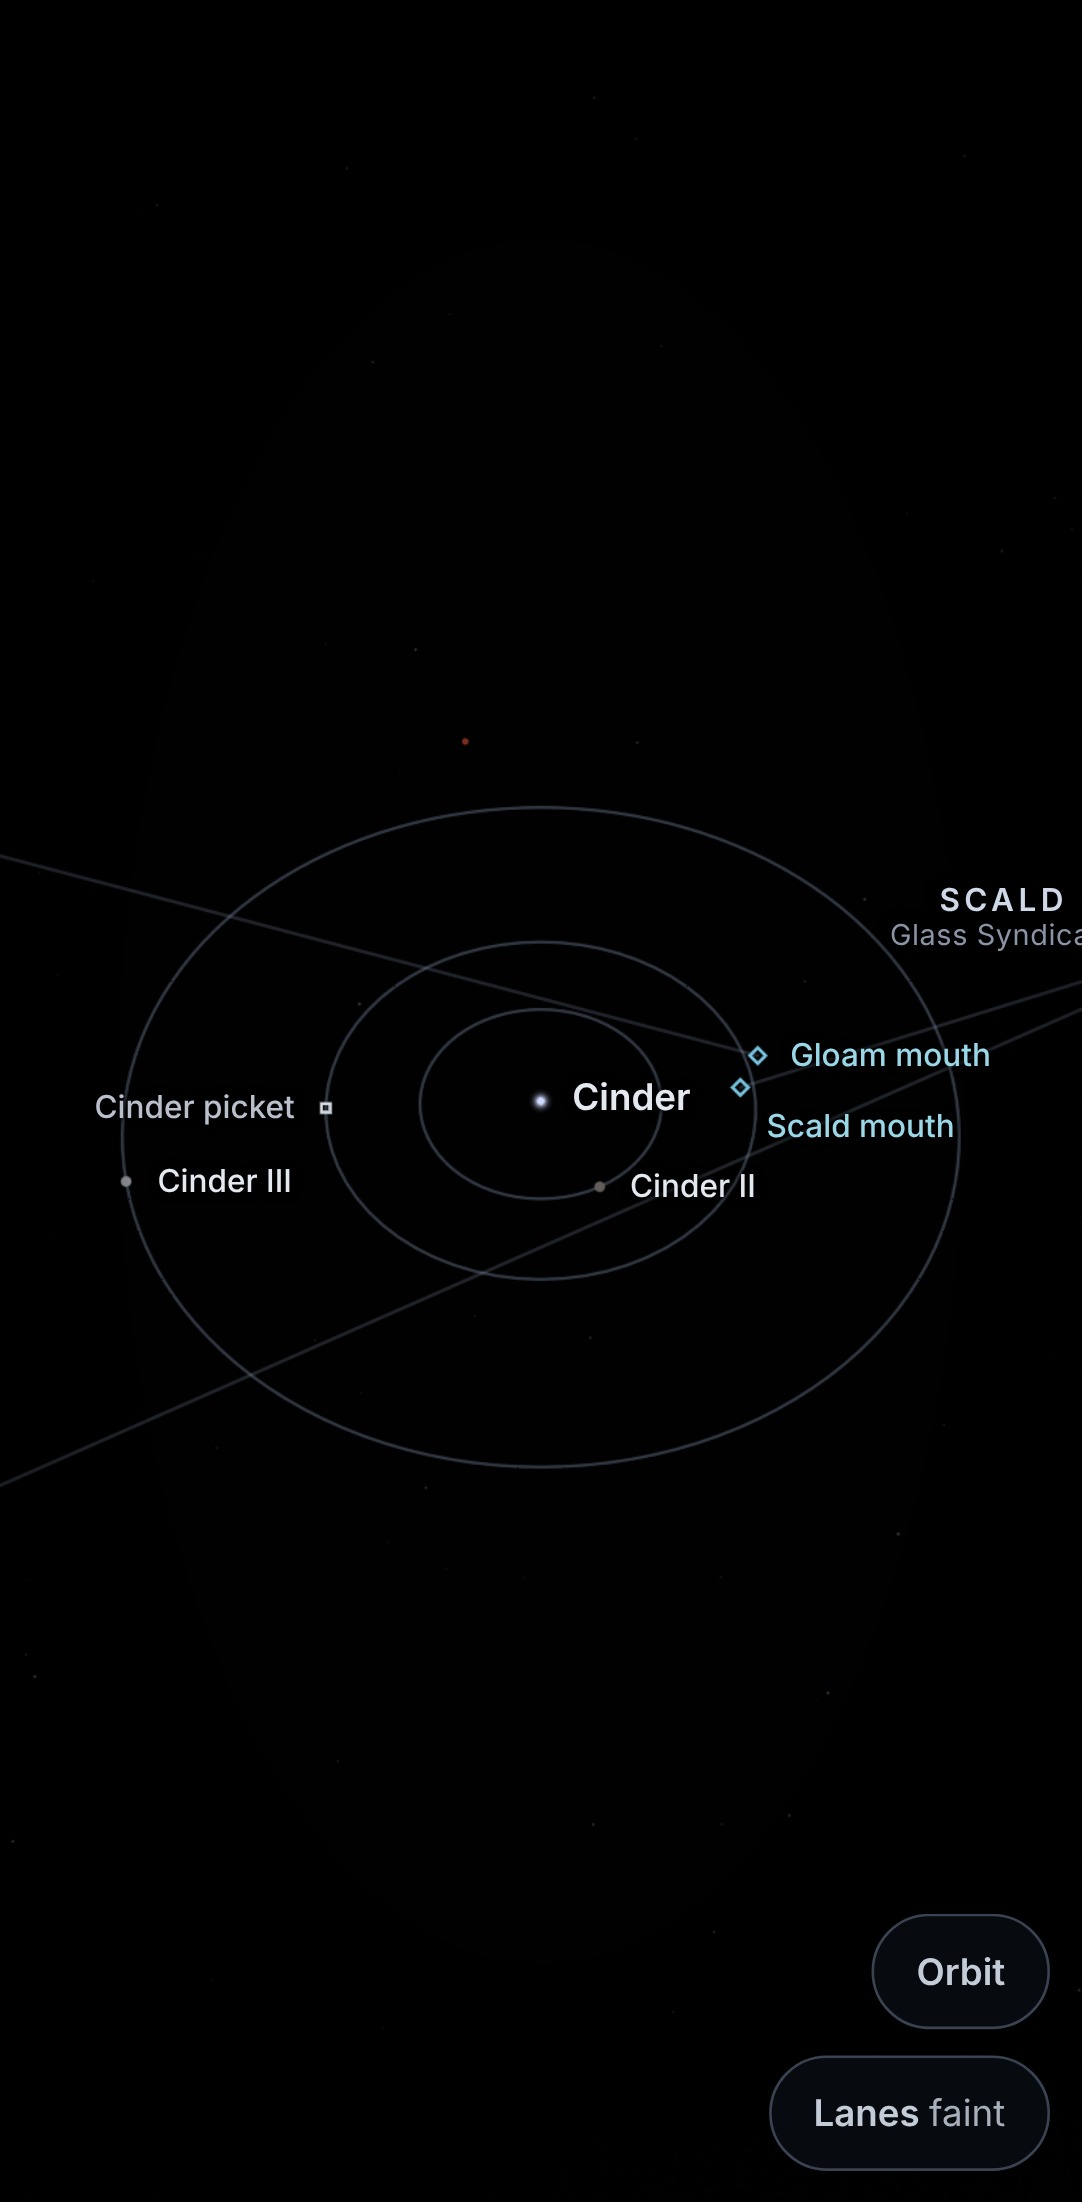 SCALD
Glass Syndica
Gloam mouth
Cinder
Cinder picket
Scald mouth
Cinder III
Cinder II
Orbit
Lanes faint